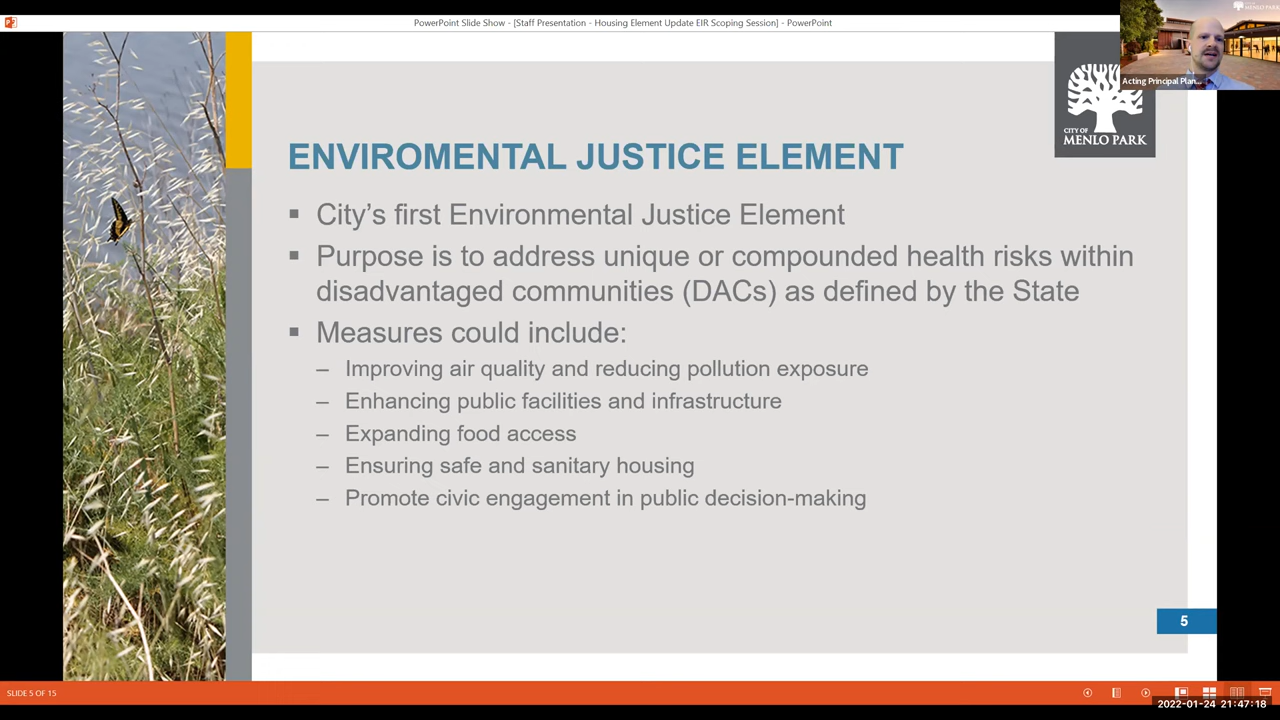 PowerPoint Slide Show - [Staff Presentation - Housing Element Update EIR Scoping Session] - PowerPoint
MENLO PARK
Acting Principal Plan...
CITY OF
MENLO PARK
ENVIROMENTAL JUSTICE ELEMENT
▪ City’s first Environmental Justice Element
▪ Purpose is to address unique or compounded health risks within
disadvantaged communities (DACs) as defined by the State
▪ Measures could include:
– Improving air quality and reducing pollution exposure
– Enhancing public facilities and infrastructure
– Expanding food access
– Ensuring safe and sanitary housing
– Promote civic engagement in public decision-making
5
SLIDE 5 OF 15
2022-01-24 21:47:18